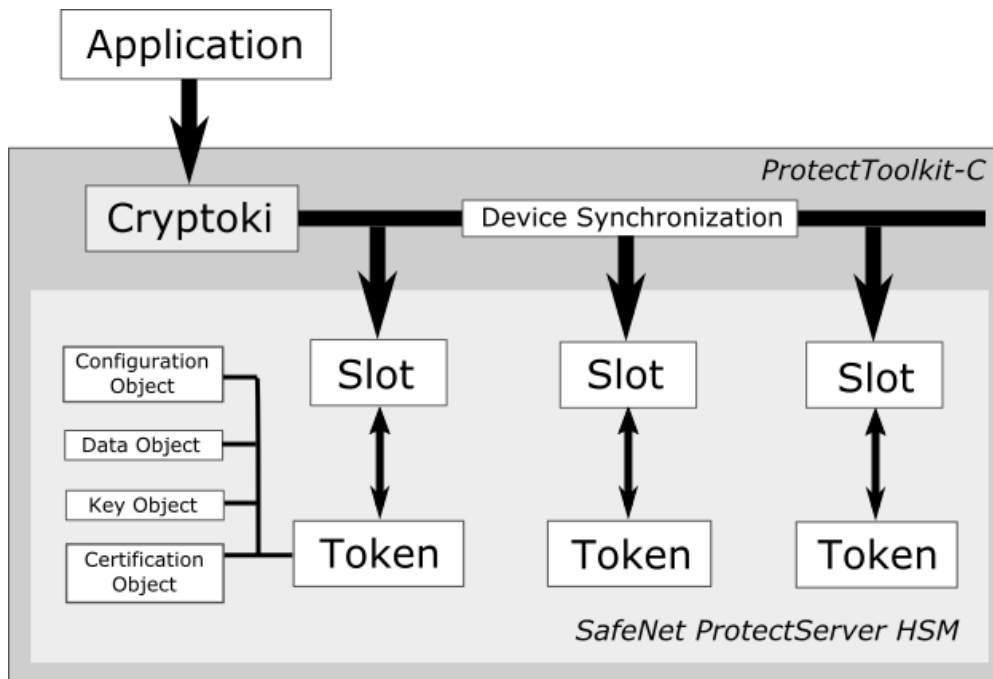 Application
ProtectToolkit-C
Cryptoki
Device Synchronization
Slot
Slot
Slot
Configuration
Object
Data Object
Key Object
Certification
Object
Token
Token
Token
SafeNet ProtectServer HSM